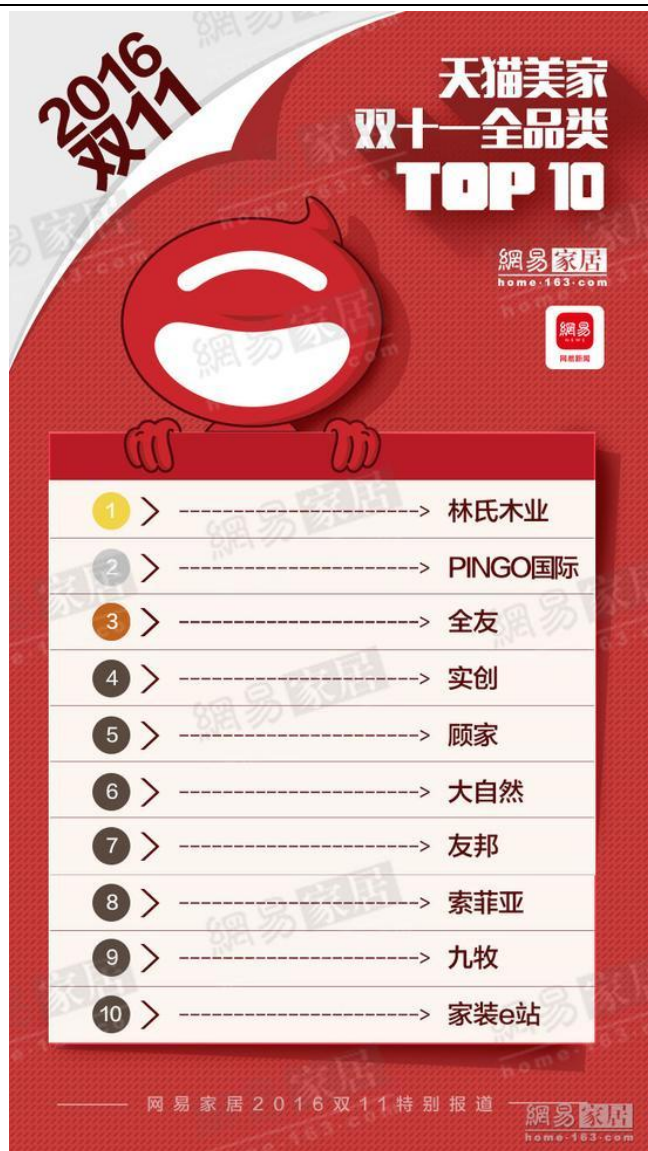 2016
双11
天猫美家
双十一全品类
TOP 10
網易家居
home·163·com
網易
NEWS
网易新闻
1 林氏木业
2 PINGO国际
3 全友
4 实创
5 顾家
6 大自然
7 友邦
8 索菲亚
9 九牧
10 家装e站
网易家居2016双11特别报道
網易家居
home·163·com